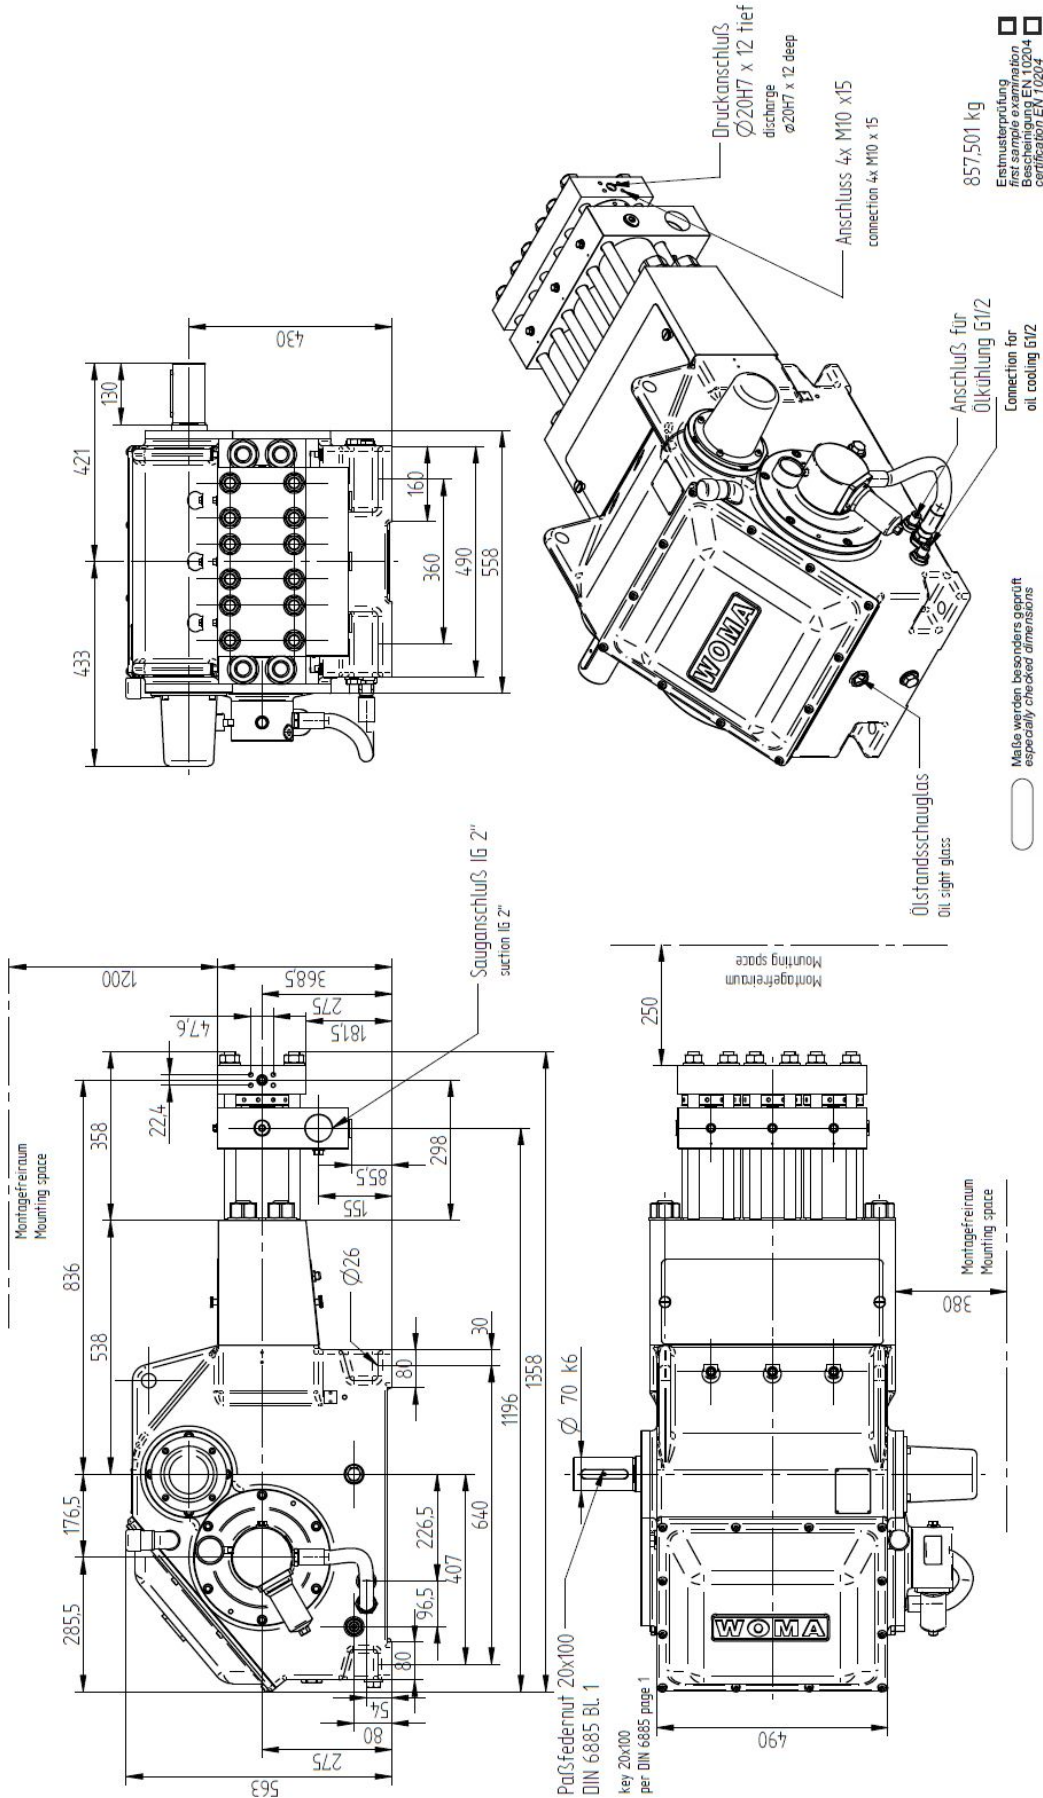 Montagefreiraum
Mounting space
1200
358
836
538
176,5
285,5
22,4
47,6
368,5
275
181,5
298
85,5
155
Ø26
30
80
1196
1358
640
226,5
407
96,5
80
54
80
275
563
Sauganschluß IG 2"
suction IG 2"
433
421
130
430
160
360
490
558
Druckanschluß
Ø20H7 x 12 tief
discharge
ø20H7 x 12 deep
Anschluss 4x M10 x15
connection 4x M10 x 15
Anschluß für
Ölkühlung G1/2
Connection for
oil cooling G1/2
WOMA
Ölstandsschauglas
Oil sight glass
250
Montagefreiraum
Mounting space
Montagefreiraum
Mounting space
380
Ø 70 k6
Paßfedernut 20x100
DIN 6885 Bl. 1
key 20x100
per DIN 6885 page 1
490
WOMA
Maße werden besonders geprüft
especially checked dimensions
857,501 kg
Erstmusterprüfung
first sample examination
Bescheinigung EN 10204
certification EN 10204